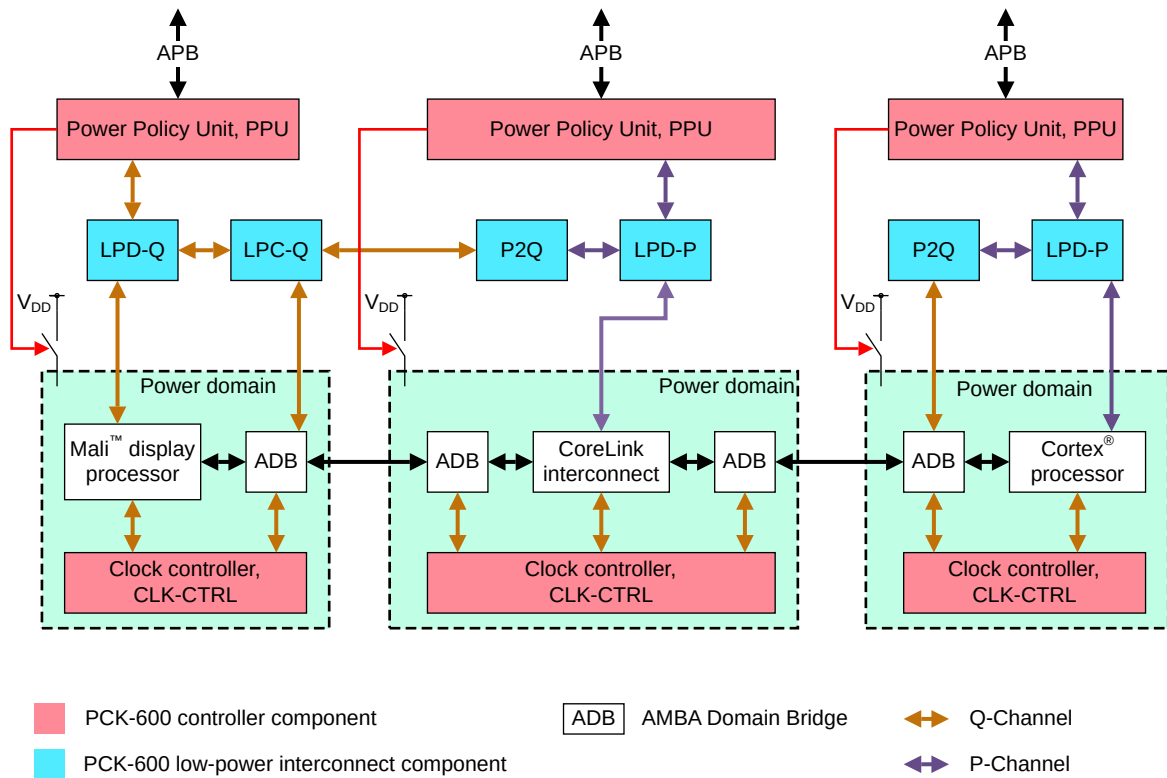 APB
APB
APB
Power Policy Unit, PPU
Power Policy Unit, PPU
Power Policy Unit, PPU
LPD-Q
LPC-Q
P2Q
LPD-P
P2Q
LPD-P
VDD
VDD
VDD
Power domain
Power domain
Power domain
Mali™ display
processor
ADB
ADB
CoreLink
interconnect
ADB
ADB
Cortex®
processor
Clock controller,
CLK-CTRL
Clock controller,
CLK-CTRL
Clock controller,
CLK-CTRL
PCK-600 controller component
ADB
AMBA Domain Bridge
Q-Channel
PCK-600 low-power interconnect component
P-Channel